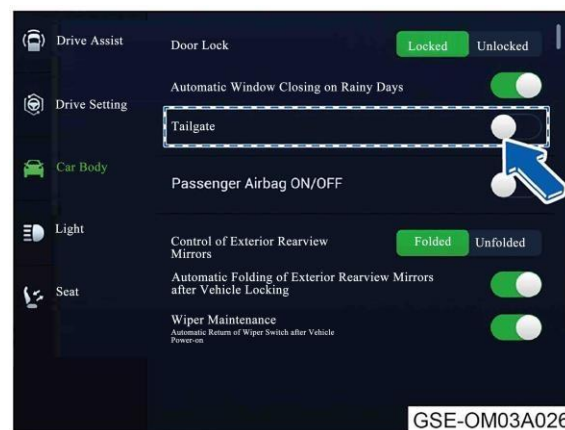 Drive Assist
Drive Setting
Car Body
Light
Seat
Door Lock
Locked Unlocked
Automatic Window Closing on Rainy Days
Tailgate
Passenger Airbag ON/OFF
Control of Exterior Rearview
Mirrors
Folded Unfolded
Automatic Folding of Exterior Rearview Mirrors
after Vehicle Locking
Wiper Maintenance
Automatic Return of Wiper Switch after Vehicle
Power-on
GSE-OM03A026